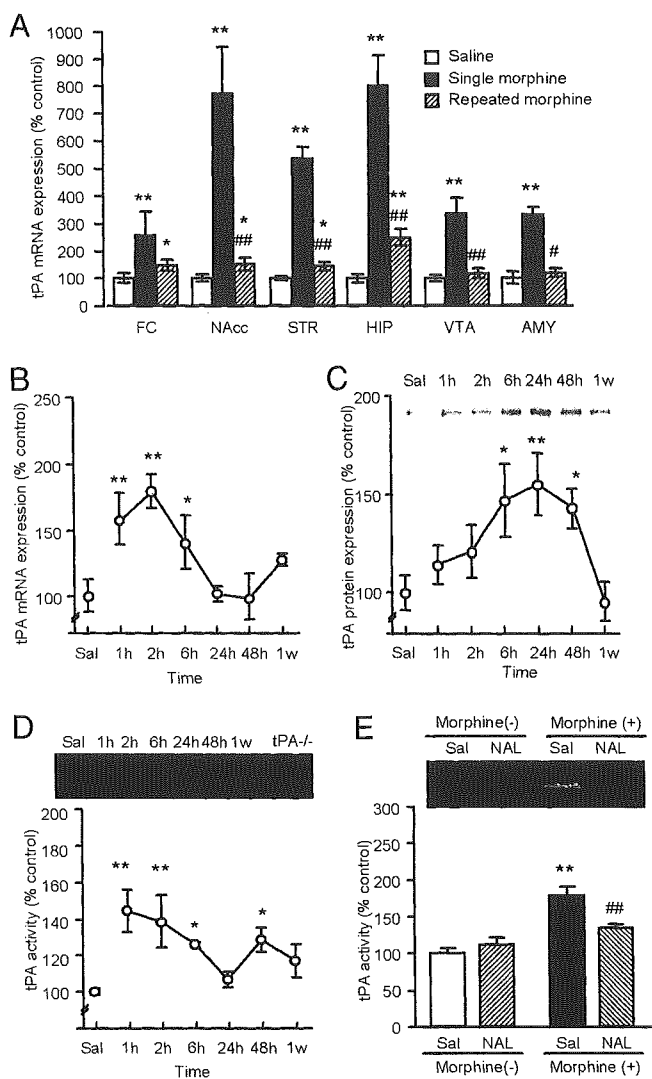 A
tPA mRNA expression (% control)
1000
900
800
700
600
500
400
300
200
100
0
Saline
Single morphine
Repeated morphine
** * ** * ## ** * ## ** ** ## ** ## ** #
FC NAcc STR HIP VTA AMY
B
tPA mRNA expression (% control)
250
200
150
100
** ** *
Sal 1h 2h 6h 24h 48h 1w
Time
C
Sal 1h 2h 6h 24h 48h 1w
tPA protein expression (% control)
200
150
100
* ** *
Sal 1h 2h 6h 24h 48h 1w
Time
D
Sal 1h 2h 6h 24h 48h 1w tPA-/-
tPA activity (% control)
200
180
160
140
120
100
** ** * *
Sal 1h 2h 6h 24h 48h 1w
Time
E
Morphine(-) Morphine (+)
Sal NAL Sal NAL
tPA activity (% control)
300
250
200
150
100
50
0
** ##
Sal NAL Sal NAL
Morphine(-) Morphine (+)